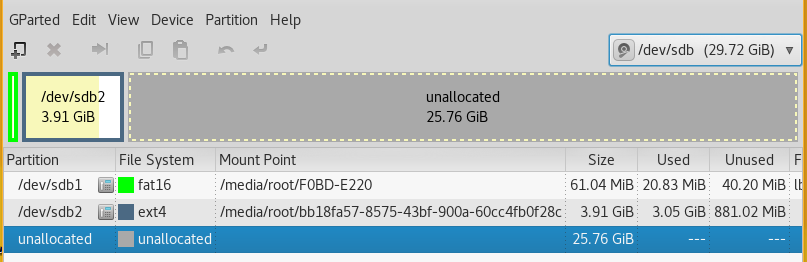 GParted Edit View Device Partition Help
/dev/sdb (29.72 GiB)
/dev/sdb2
3.91 GiB
unallocated
25.76 GiB
Partition File System Mount Point Size Used Unused F
/dev/sdb1 fat16 /media/root/F0BD-E220 61.04 MiB 20.83 MiB 40.20 MiB lb
/dev/sdb2 ext4 /media/root/bb18fa57-8575-43bf-900a-60cc4fb0f28c 3.91 GiB 3.05 GiB 881.02 MiB
unallocated unallocated 25.76 GiB --- ---